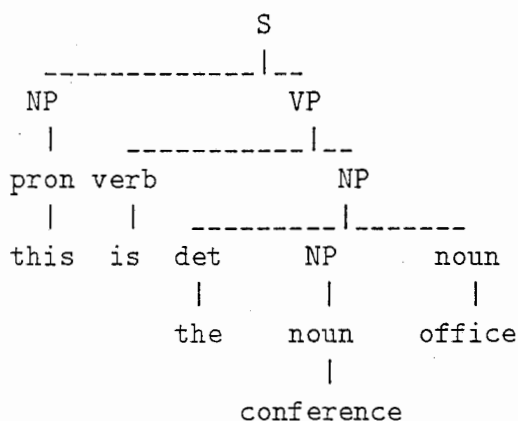 S
NP VP
pron verb NP
this is det NP noun
the noun office
conference